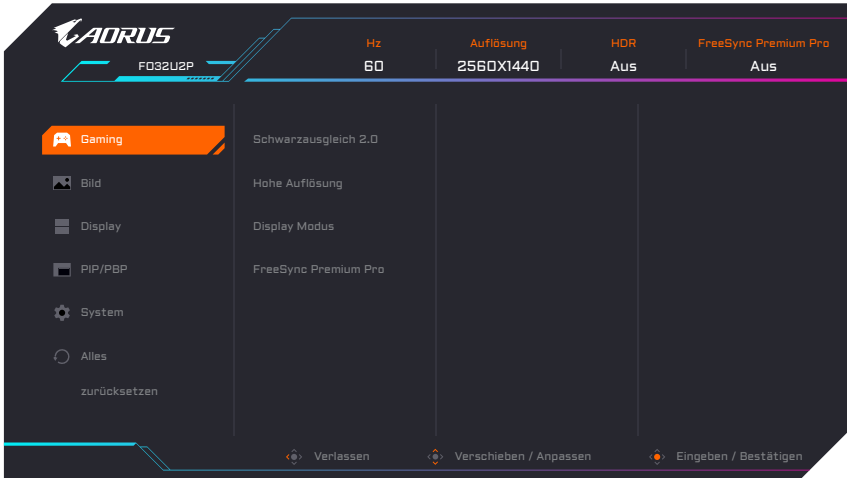 AORUS
FO32U2P
Hz
Auflösung
HDR
FreeSync Premium Pro
60
2560X1440
Aus
Aus
Gaming
Bild
Display
PIP/PBP
System
Alles
zurücksetzen
Schwarzausgleich 2.0
Hohe Auflösung
Display Modus
FreeSync Premium Pro
Verlassen
Verschieben / Anpassen
Eingeben / Bestätigen